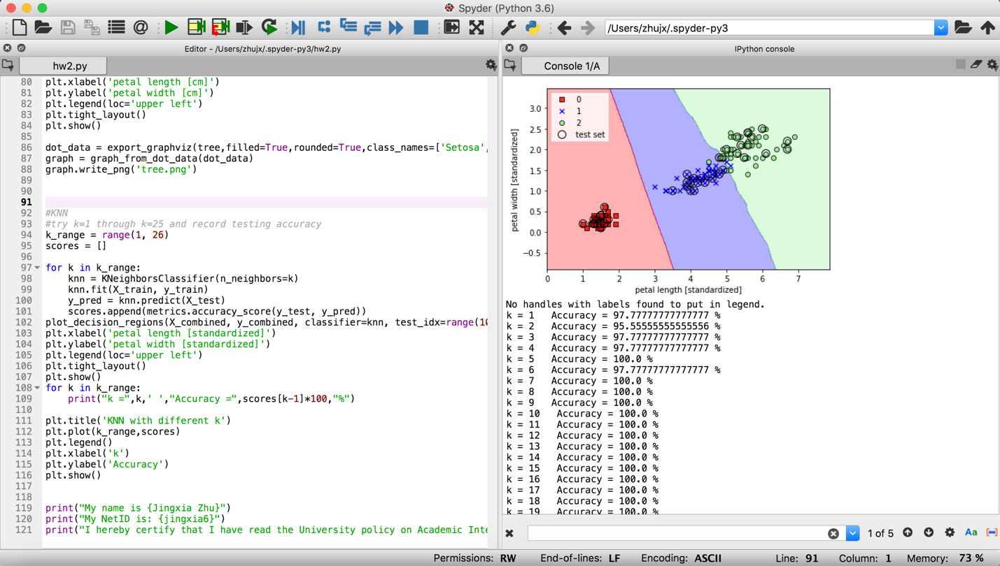 Spyder (Python 3.6)
/Users/zhujx/.spyder-py3
Editor - /Users/zhujx/.spyder-py3/hw2.py
IPython console
hw2.py
Console 1/A
80 plt.xlabel('petal length [cm]')
81 plt.ylabel('petal width [cm]')
82 plt.legend(loc='upper left')
83 plt.tight_layout()
84 plt.show()
85
86 dot_data = export_graphviz(tree,filled=True,rounded=True,class_names=['Setosa',
87 graph = graph_from_dot_data(dot_data)
88 graph.write_png('tree.png')
89
90
91
92 #KNN
93 #try k=1 through k=25 and record testing accuracy
94 k_range = range(1, 26)
95 scores = []
96
97 for k in k_range:
98     knn = KNeighborsClassifier(n_neighbors=k)
99     knn.fit(X_train, y_train)
100     y_pred = knn.predict(X_test)
101     scores.append(metrics.accuracy_score(y_test, y_pred))
102 plot_decision_regions(X_combined, y_combined, classifier=knn, test_idx=range(10
103 plt.xlabel('petal length [standardized]')
104 plt.ylabel('petal width [standardized]')
105 plt.legend(loc='upper left')
106 plt.tight_layout()
107 plt.show()
108 for k in k_range:
109     print("k =",k,' ',"Accuracy =",scores[k-1]*100,"%")
110
111 plt.title('KNN with different k')
112 plt.plot(k_range,scores)
113 plt.legend()
114 plt.xlabel('k')
115 plt.ylabel('Accuracy')
116 plt.show()
117
118
119 print("My name is {Jingxia Zhu}")
120 print("My NetID is: {jingxia6}")
121 print("I hereby certify that I have read the University policy on Academic Inte
0
1
2
test set
3.0
2.5
2.0
1.5
1.0
0.5
0.0
−0.5
petal width [standardized]
0 1 2 3 4 5 6 7
petal length [standardized]
No handles with labels found to put in legend.
k = 1   Accuracy = 97.77777777777777 %
k = 2   Accuracy = 95.55555555555556 %
k = 3   Accuracy = 97.77777777777777 %
k = 4   Accuracy = 97.77777777777777 %
k = 5   Accuracy = 100.0 %
k = 6   Accuracy = 97.77777777777777 %
k = 7   Accuracy = 100.0 %
k = 8   Accuracy = 100.0 %
k = 9   Accuracy = 100.0 %
k = 10   Accuracy = 100.0 %
k = 11   Accuracy = 100.0 %
k = 12   Accuracy = 100.0 %
k = 13   Accuracy = 100.0 %
k = 14   Accuracy = 100.0 %
k = 15   Accuracy = 100.0 %
k = 16   Accuracy = 100.0 %
k = 17   Accuracy = 100.0 %
k = 18   Accuracy = 100.0 %
k = 19   Accuracy = 100.0 %
1 of 5
Aa
Permissions: RW End-of-lines: LF Encoding: ASCII Line: 91 Column: 1 Memory: 73 %